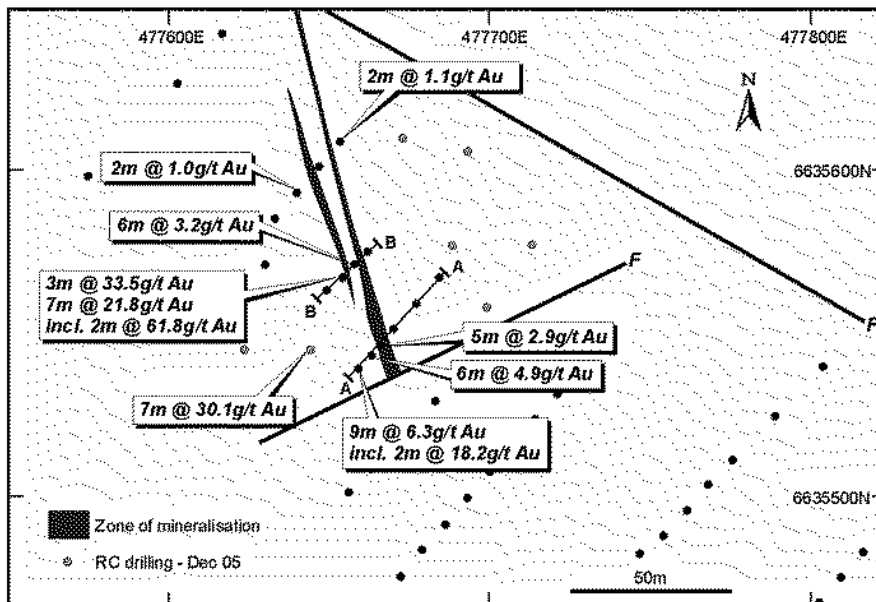 477600E
477700E
477800E
2m @ 1.1g/t Au
N
2m @ 1.0g/t Au
6635600N
6m @ 3.2g/t Au
B
A
F
3m @ 33.5g/t Au
7m @ 21.8g/t Au
incl. 2m @ 61.8g/t Au
B
F
5m @ 2.9g/t Au
6m @ 4.9g/t Au
A
7m @ 30.1g/t Au
9m @ 6.3g/t Au
incl. 2m @ 18.2g/t Au
6635500N
Zone of mineralisation
RC drilling - Dec 05
50m